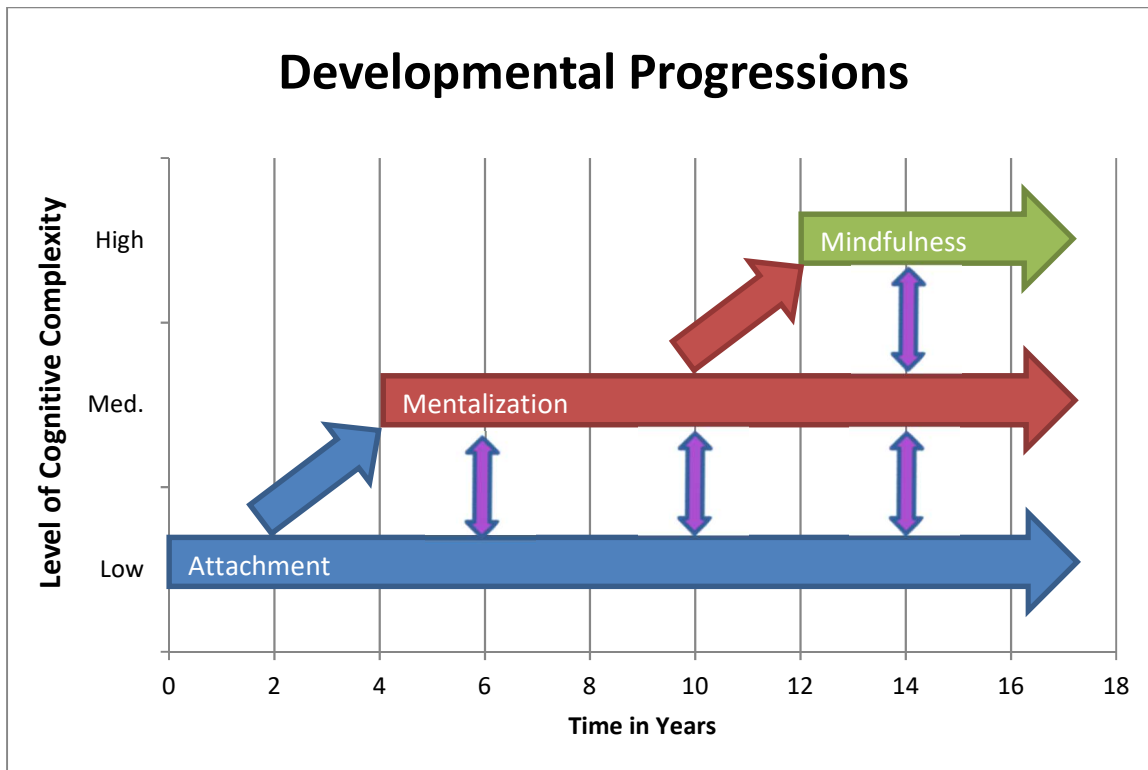 Developmental Progressions
Level of Cognitive Complexity
High
Med.
Low
Mindfulness
Mentalization
Attachment
0 2 4 6 8 10 12 14 16 18
Time in Years